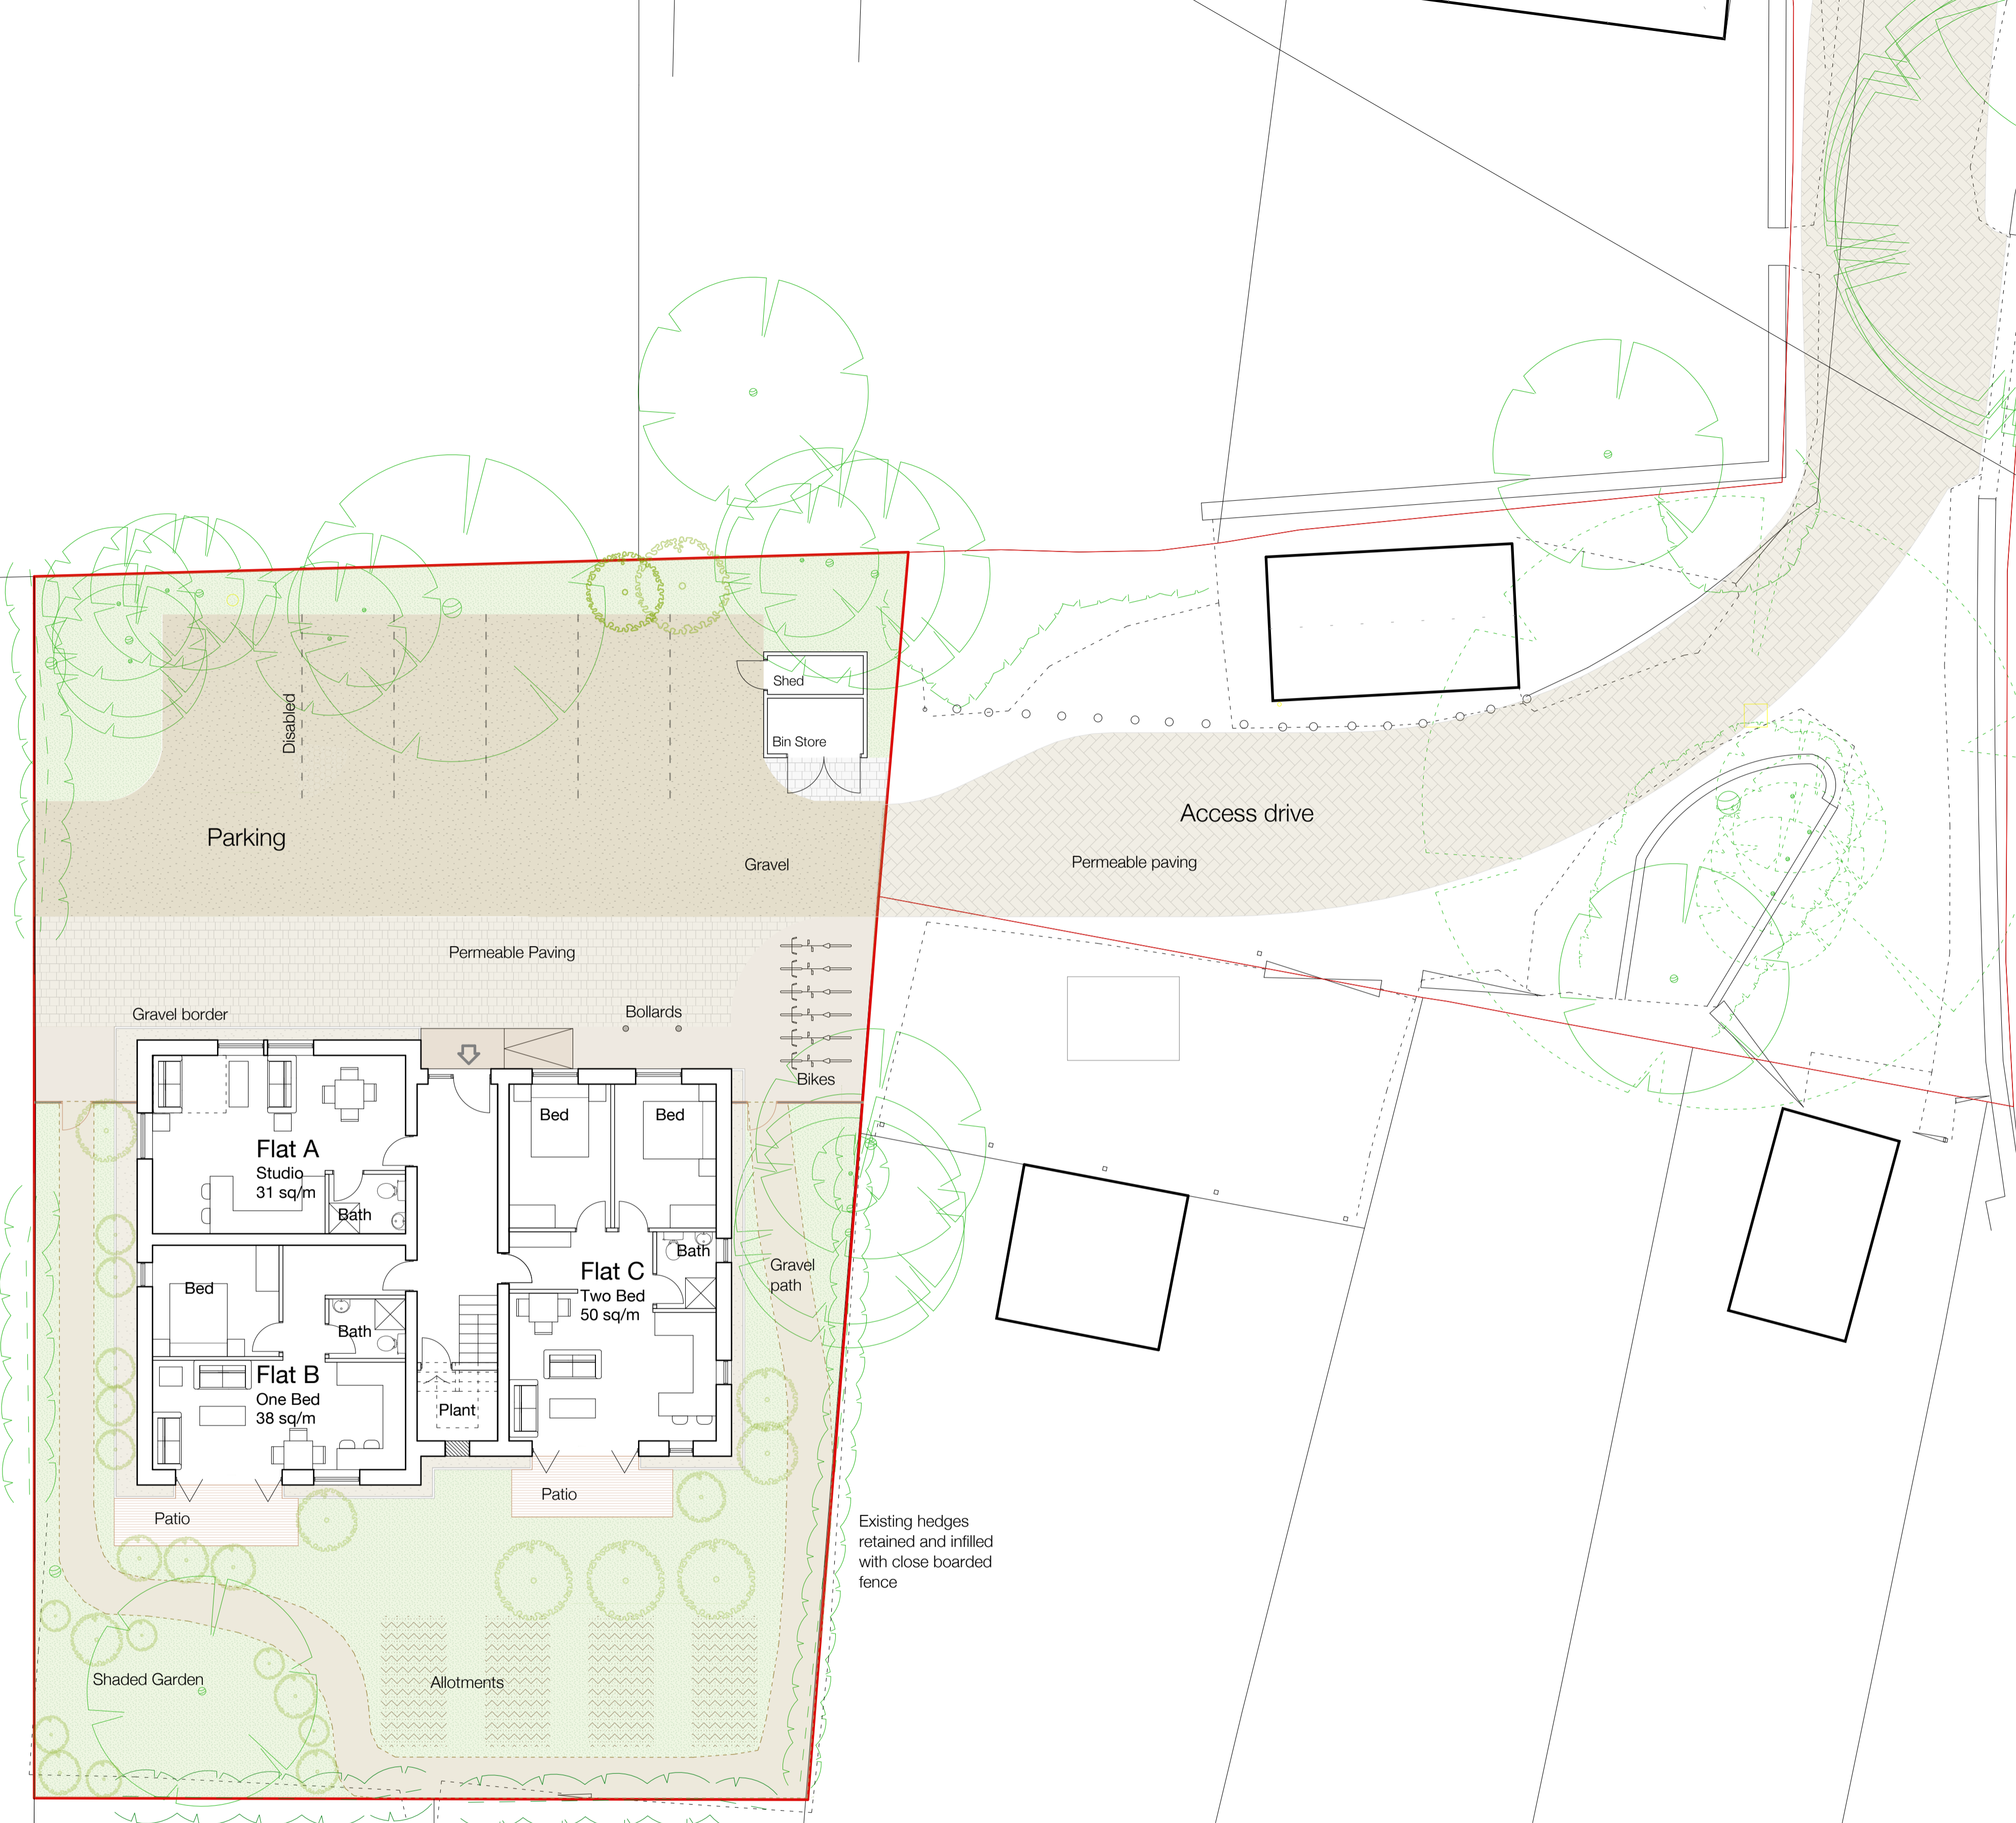 Shed
Disabled
Bin Store
Access drive
Parking
Gravel
Permeable paving
Permeable Paving
Gravel border
Bollards
Bikes
Bed
Bed
Flat A
Studio
31 sq/m
Bath
Bath
Gravel
path
Flat C
Two Bed
50 sq/m
Bed
Bath
Flat B
One Bed
38 sq/m
Plant
Patio
Patio
Existing hedges
retained and infilled
with close boarded
fence
Shaded Garden
Allotments